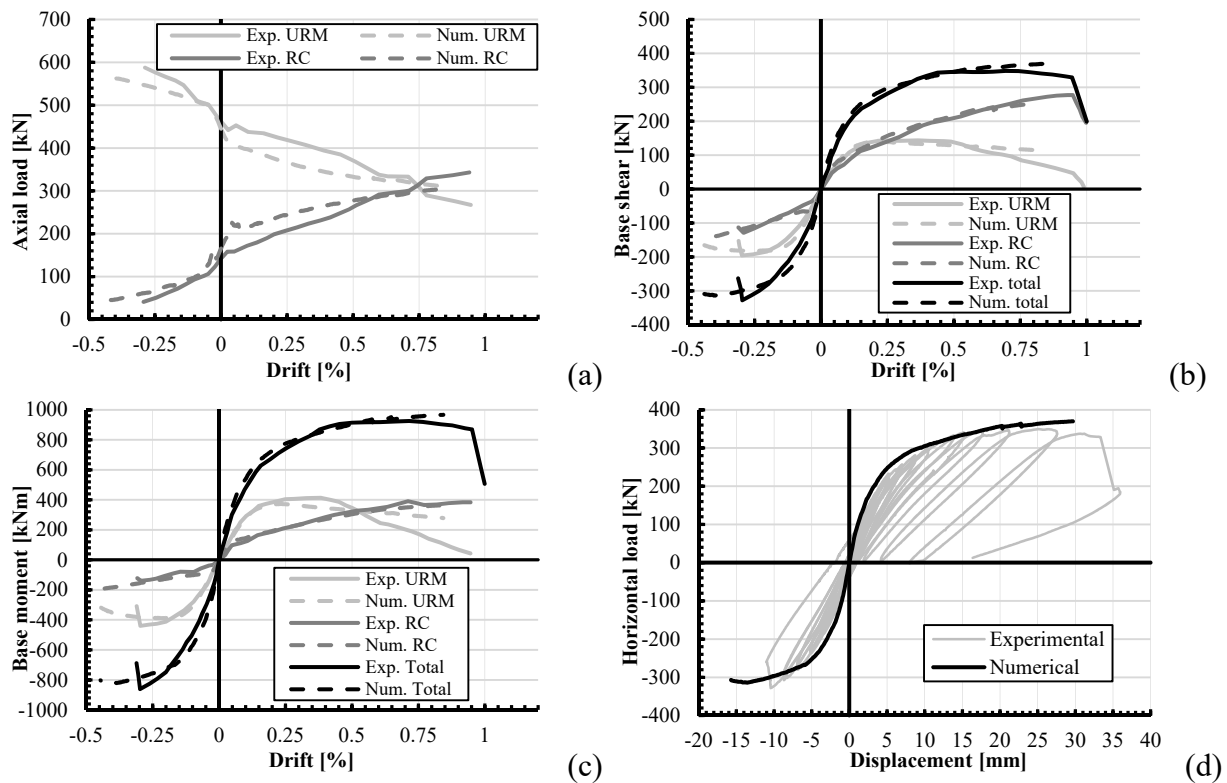 700
600
500
400
300
200
100
0
Axial load [kN]
Exp. URM
Num. URM
Exp. RC
Num. RC
-0.5 -0.25 0 0.25 0.5 0.75 1
Drift [%]
(a)
500
400
300
200
100
0
-100
-200
-300
-400
Base shear [kN]
Exp. URM
Num. URM
Exp. RC
Num. RC
Exp. total
Num. total
-0.5 -0.25 0 0.25 0.5 0.75 1
Drift [%]
(b)
1000
800
600
400
200
0
-200
-400
-600
-800
-1000
Base moment [kNm]
Exp. URM
Num. URM
Exp. RC
Num. RC
Exp. Total
Num. Total
-0.5 -0.25 0 0.25 0.5 0.75 1
Drift [%]
(c)
400
300
200
100
0
-100
-200
-300
-400
Horizontal load [kN]
Experimental
Numerical
-20 -15 -10 -5 0 5 10 15 20 25 30 35 40
Displacement [mm]
(d)